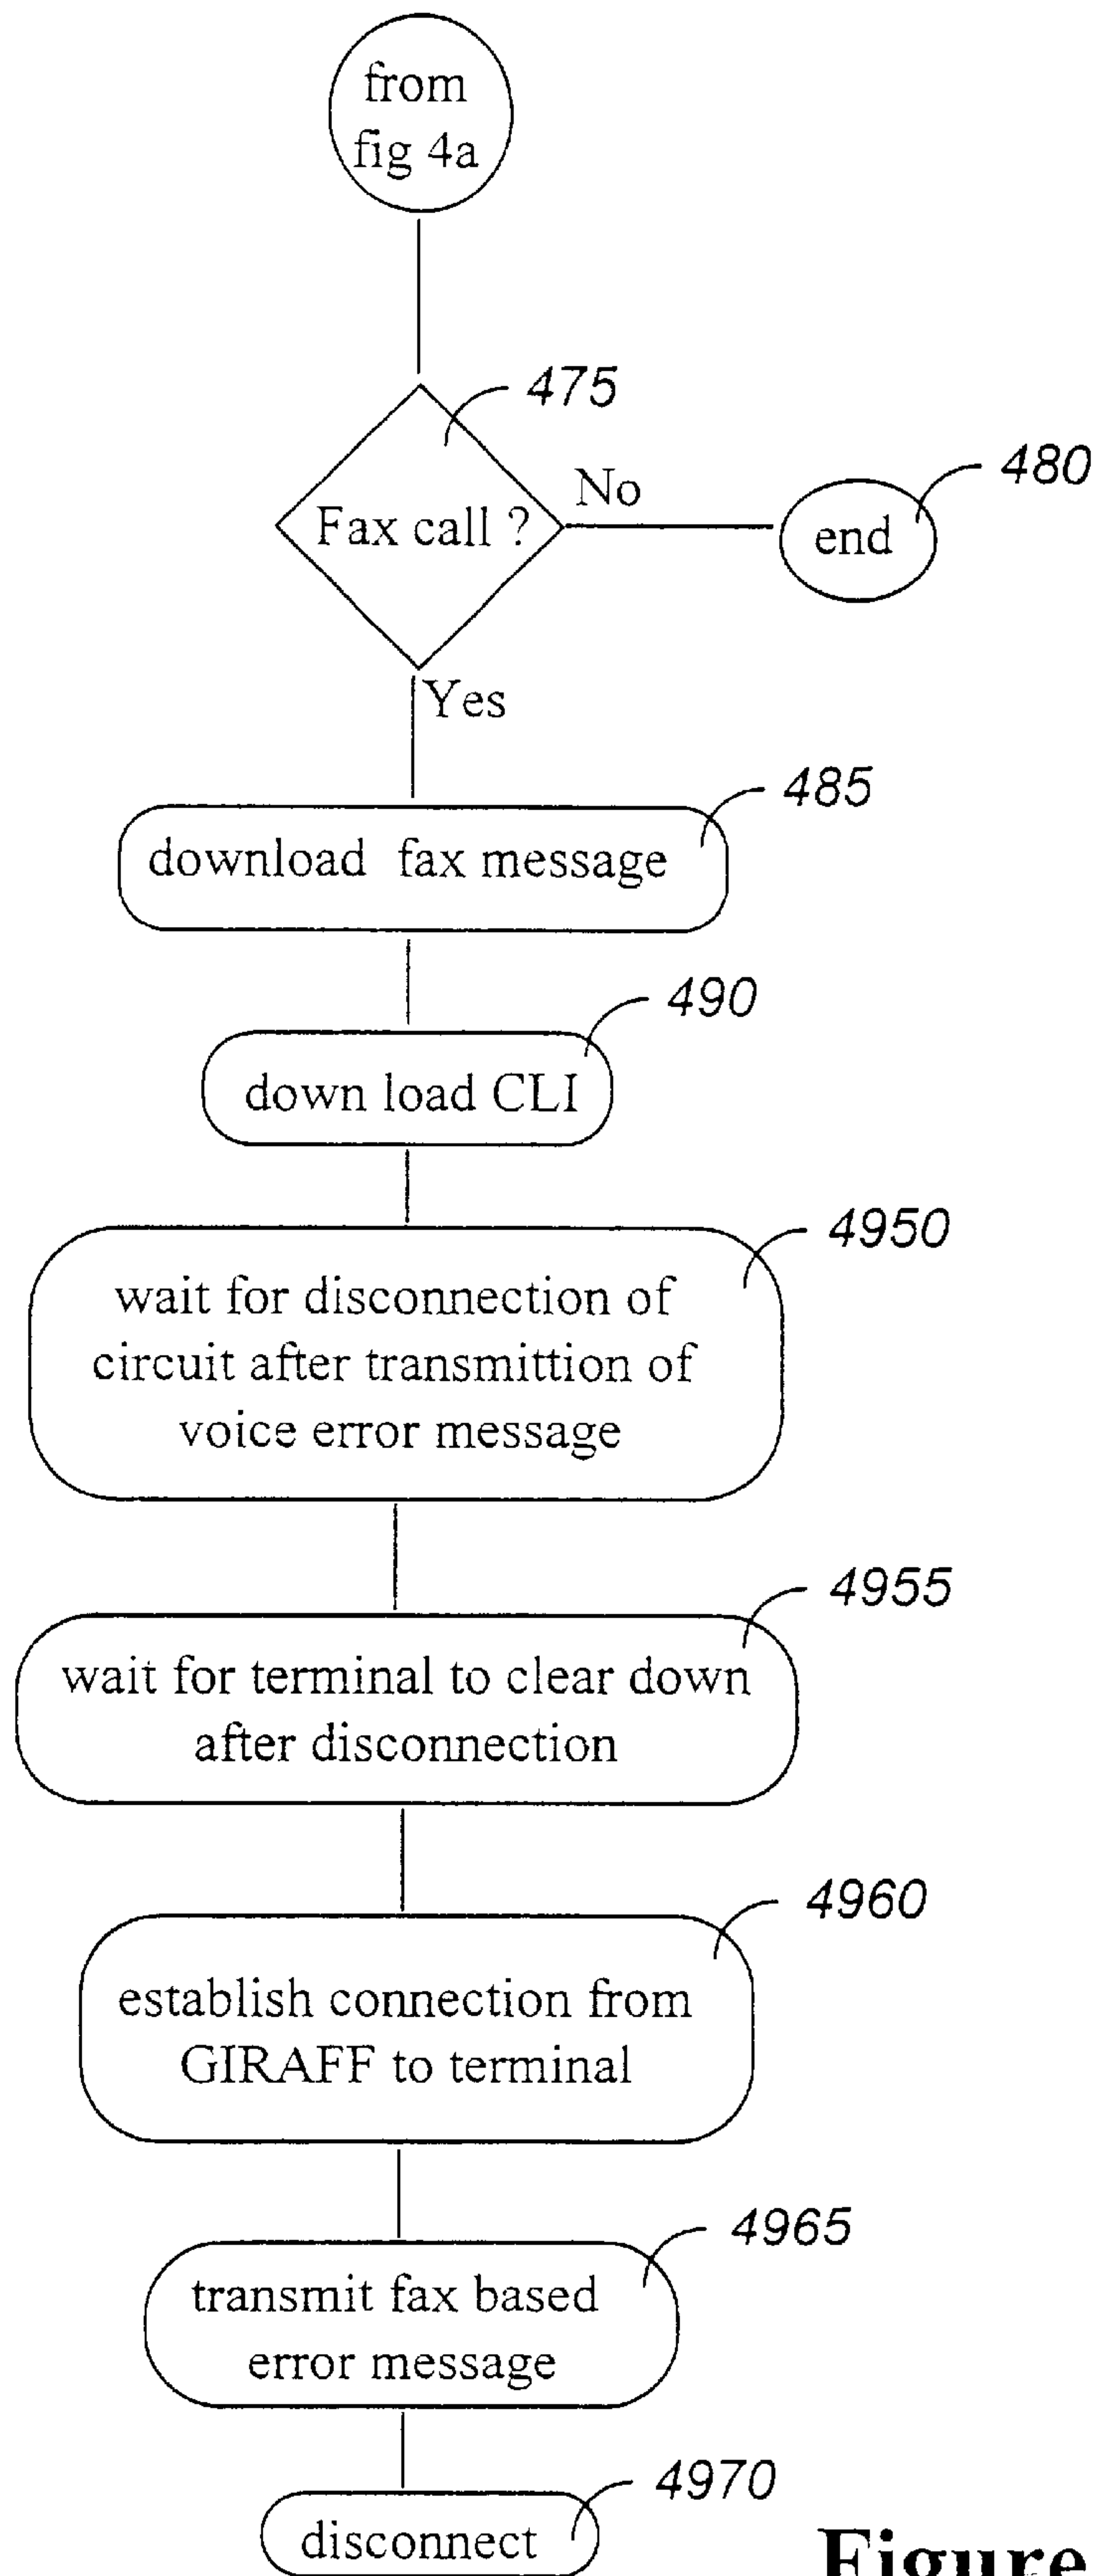 from
fig 4a
475
Fax call ?
No
480
end
Yes
485
download fax message
490
down load CLI
4950
wait for disconnection of
circuit after transmittion of
voice error message
4955
wait for terminal to clear down
after disconnection
4960
establish connection from
GIRAFF to terminal
4965
transmit fax based
error message
4970
disconnect
Figure